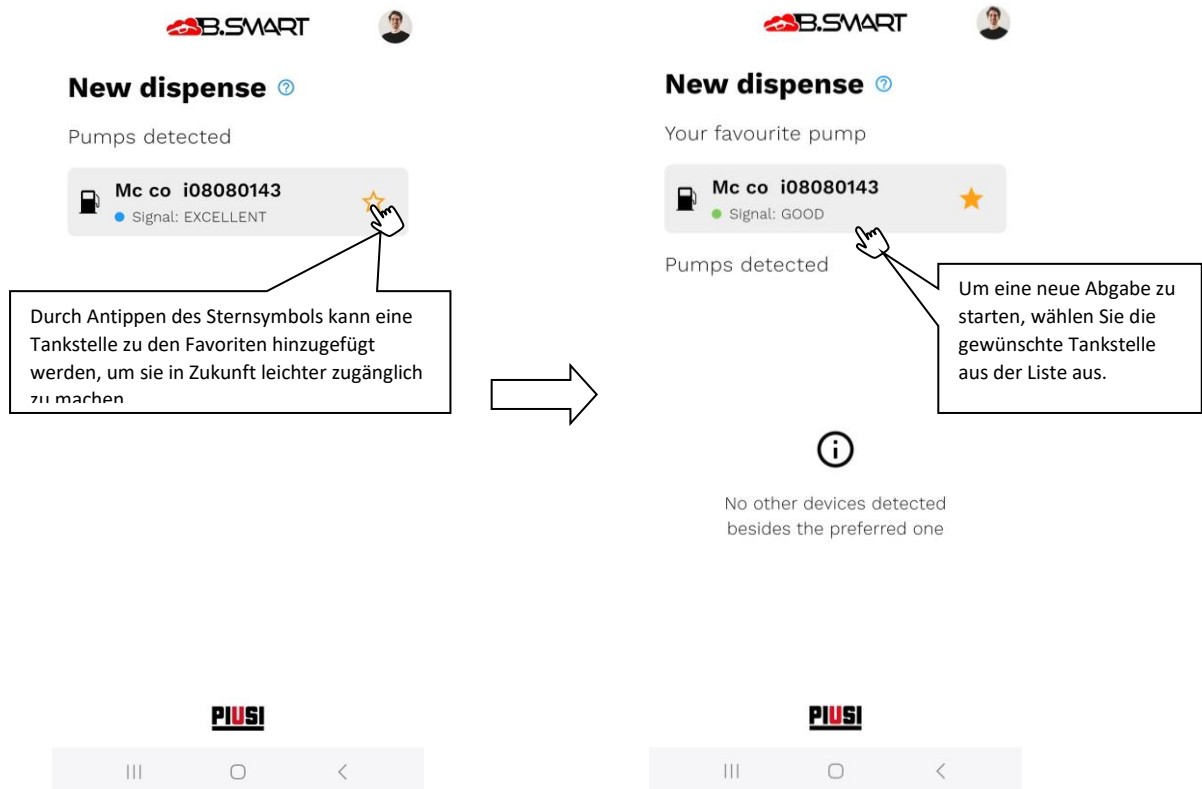 B.SMART
New dispense ?
Pumps detected
Mc co i08080143
Signal: EXCELLENT
Durch Antippen des Sternsymbols kann eine
Tankstelle zu den Favoriten hinzugefügt
werden, um sie in Zukunft leichter zugänglich
zu machen
PIUSI
B.SMART
New dispense ?
Your favourite pump
Mc co i08080143
Signal: GOOD
Pumps detected
Um eine neue Abgabe zu
starten, wählen Sie die
gewünschte Tankstelle
aus der Liste aus.
No other devices detected
besides the preferred one
PIUSI